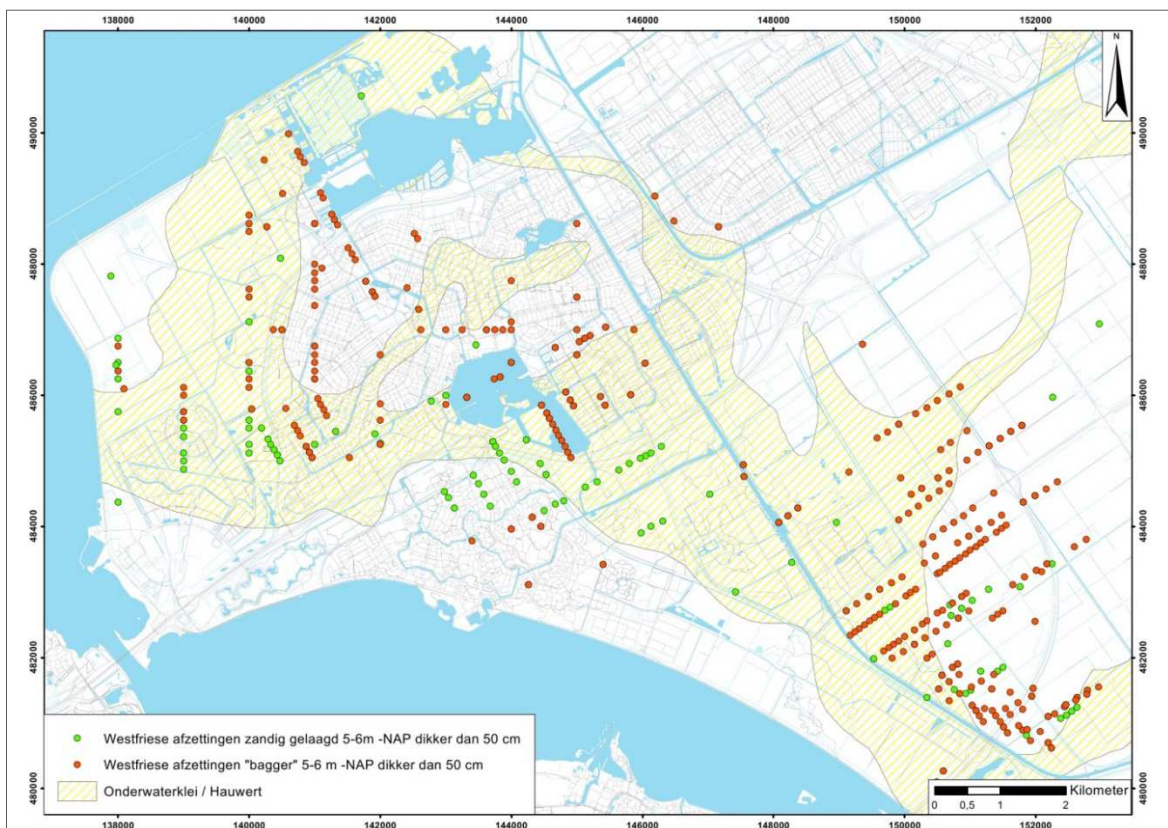 138000 140000 142000 144000 146000 148000 150000 152000
N
490000 490000
488000 488000
486000 486000
484000 484000
482000 482000
480000 480000
Westfriese afzettingen zandig gelaagd 5-6m -NAP dikker dan 50 cm
Westfriese afzettingen "bagger" 5-6 m -NAP dikker dan 50 cm
Onderwaterklei / Hauwert
Kilometer
0 0,5 1 2
138000 140000 142000 144000 146000 148000 150000 152000